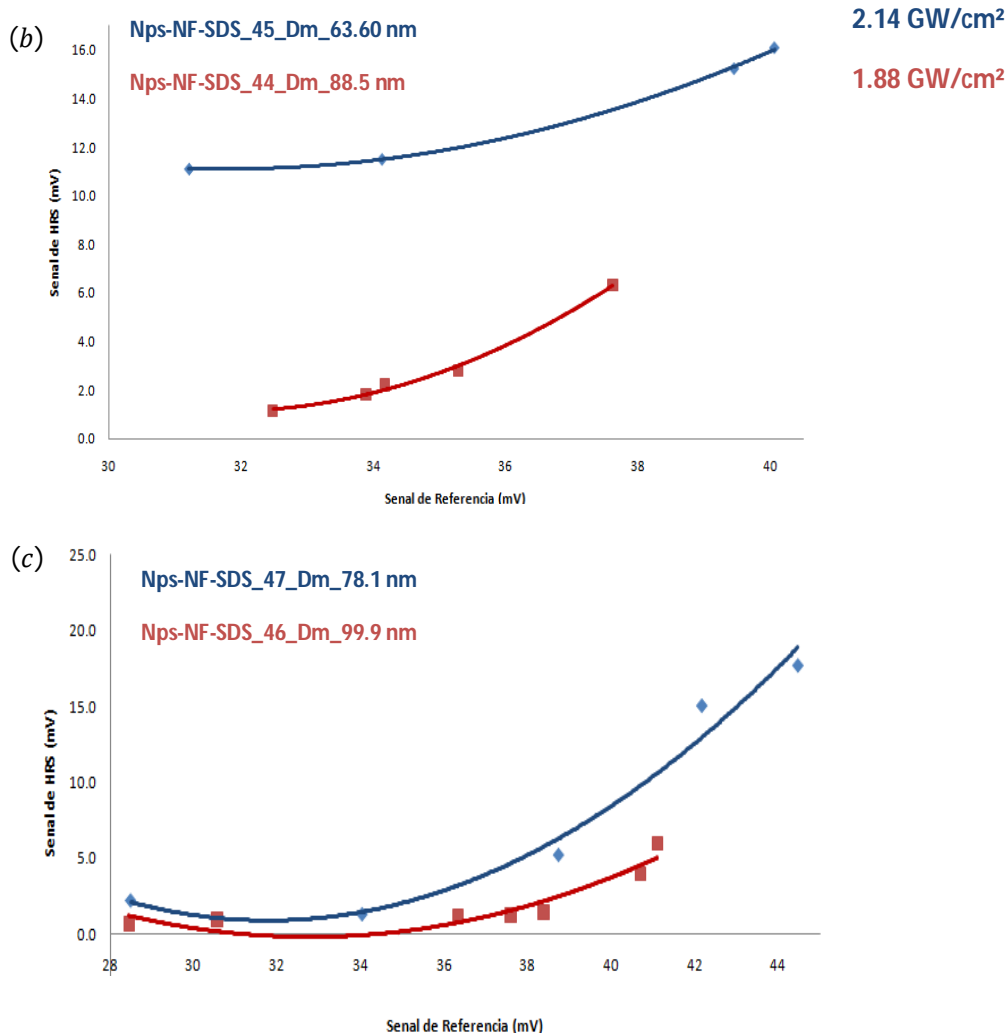 (b)
Nps-NF-SDS_45_Dm_63.60 nm
2.14 GW/cm²
Nps-NF-SDS_44_Dm_88.5 nm
1.88 GW/cm²
Senal de HRS (mV)
16.0
14.0
12.0
10.0
8.0
6.0
4.0
2.0
0.0
30 32 34 36 38 40
Senal de Referencia (mV)
(c)
Nps-NF-SDS_47_Dm_78.1 nm
Nps-NF-SDS_46_Dm_99.9 nm
Senal de HRS (mV)
25.0
20.0
15.0
10.0
5.0
0.0
28 30 32 34 36 38 40 42 44
Senal de Referencia (mV)